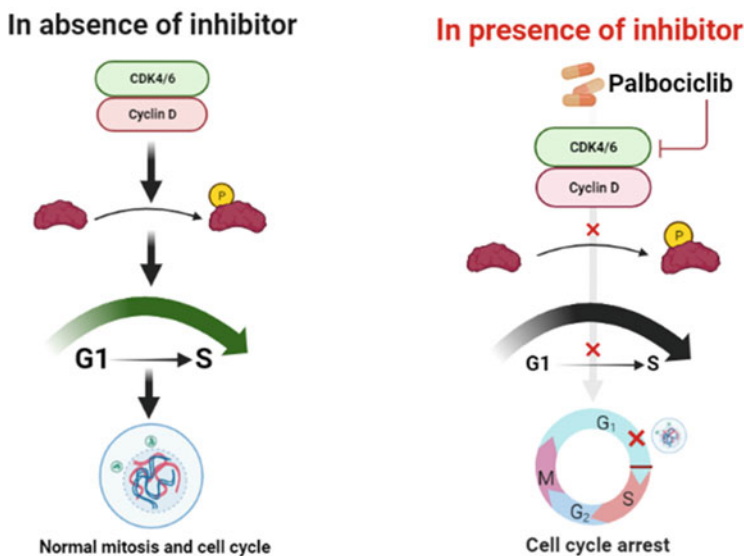 In absence of inhibitor
CDK4/6
Cyclin D
P
G1
S
Normal mitosis and cell cycle
In presence of inhibitor
Palbociclib
CDK4/6
Cyclin D
P
G1
S
G1
S
G2
M
Cell cycle arrest